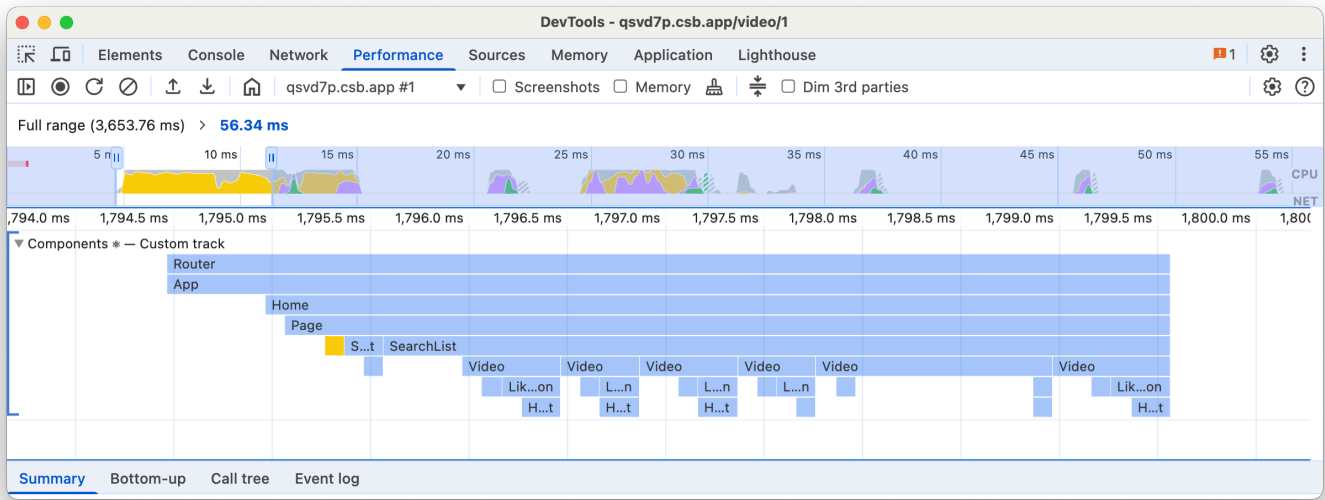 DevTools - qsvd7p.csb.app/video/1
Elements Console Network Performance Sources Memory Application Lighthouse 1
qsvd7p.csb.app #1 Screenshots Memory Dim 3rd parties
Full range (3,653.76 ms) > 56.34 ms
5 m 10 ms 15 ms 20 ms 25 ms 30 ms 35 ms 40 ms 45 ms 50 ms 55 ms
CPU
NET
,794.0 ms 1,794.5 ms 1,795.0 ms 1,795.5 ms 1,796.0 ms 1,796.5 ms 1,797.0 ms 1,797.5 ms 1,798.0 ms 1,798.5 ms 1,799.0 ms 1,799.5 ms 1,800.0 ms 1,800
Components ⚛ — Custom track
Router
App
Home
Page
S...t SearchList
Video Video Video Video Video Video
Lik...on L...n L...n L...n Lik...on
H...t H...t H...t H...t
Summary Bottom-up Call tree Event log